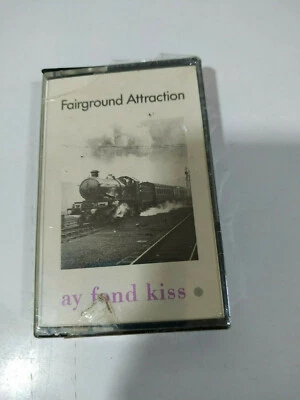 Fairground Attraction
ay fond kiss